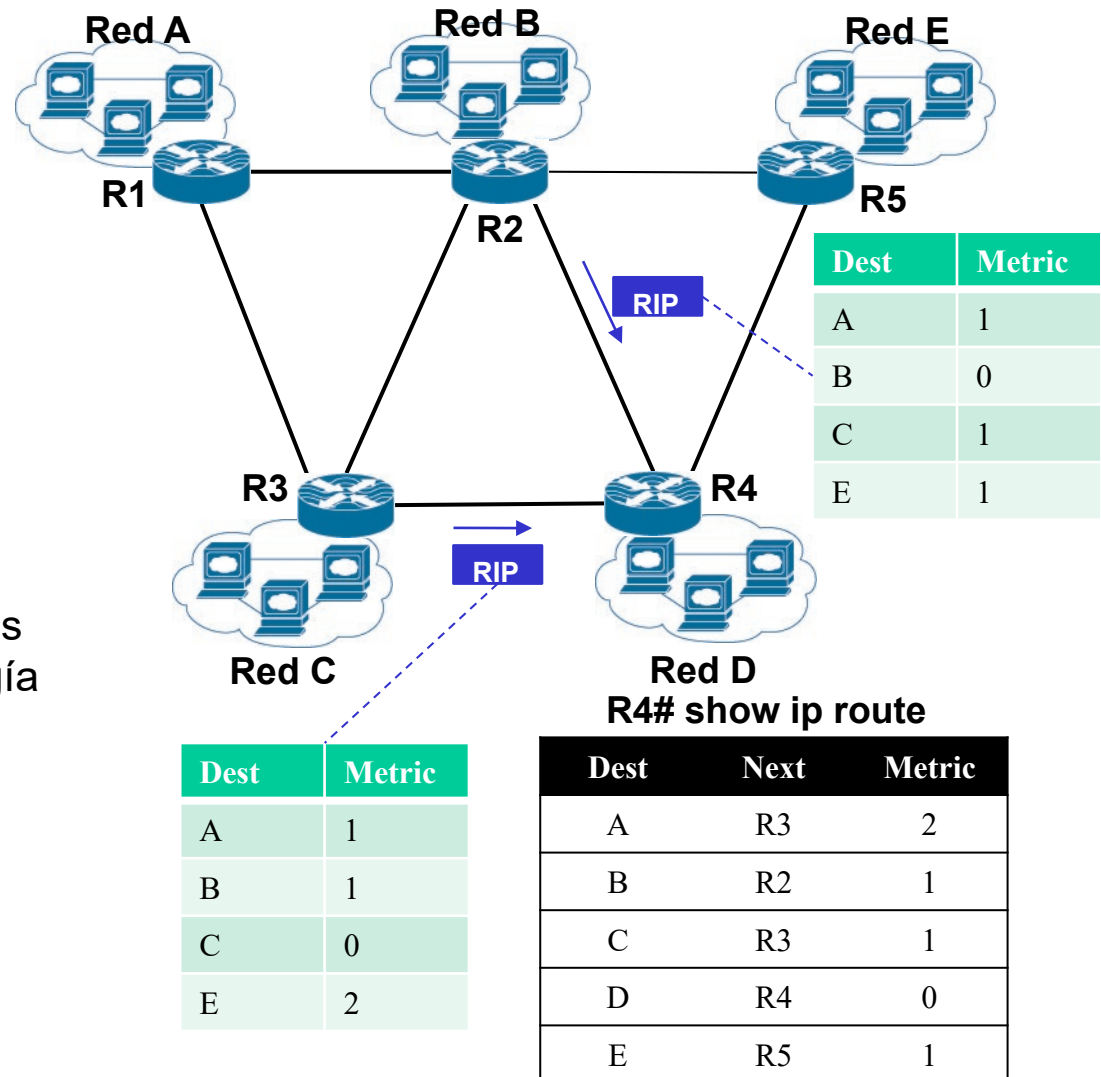 Red A
Red B
Red E
R1
R2
R5
Dest Metric
A 1
B 0
C 1
E 1
RIP
R3
R4
RIP
s
gía
Red C
Red D
R4# show ip route
Dest Metric
A 1
B 1
C 0
E 2
Dest Next Metric
A R3 2
B R2 1
C R3 1
D R4 0
E R5 1